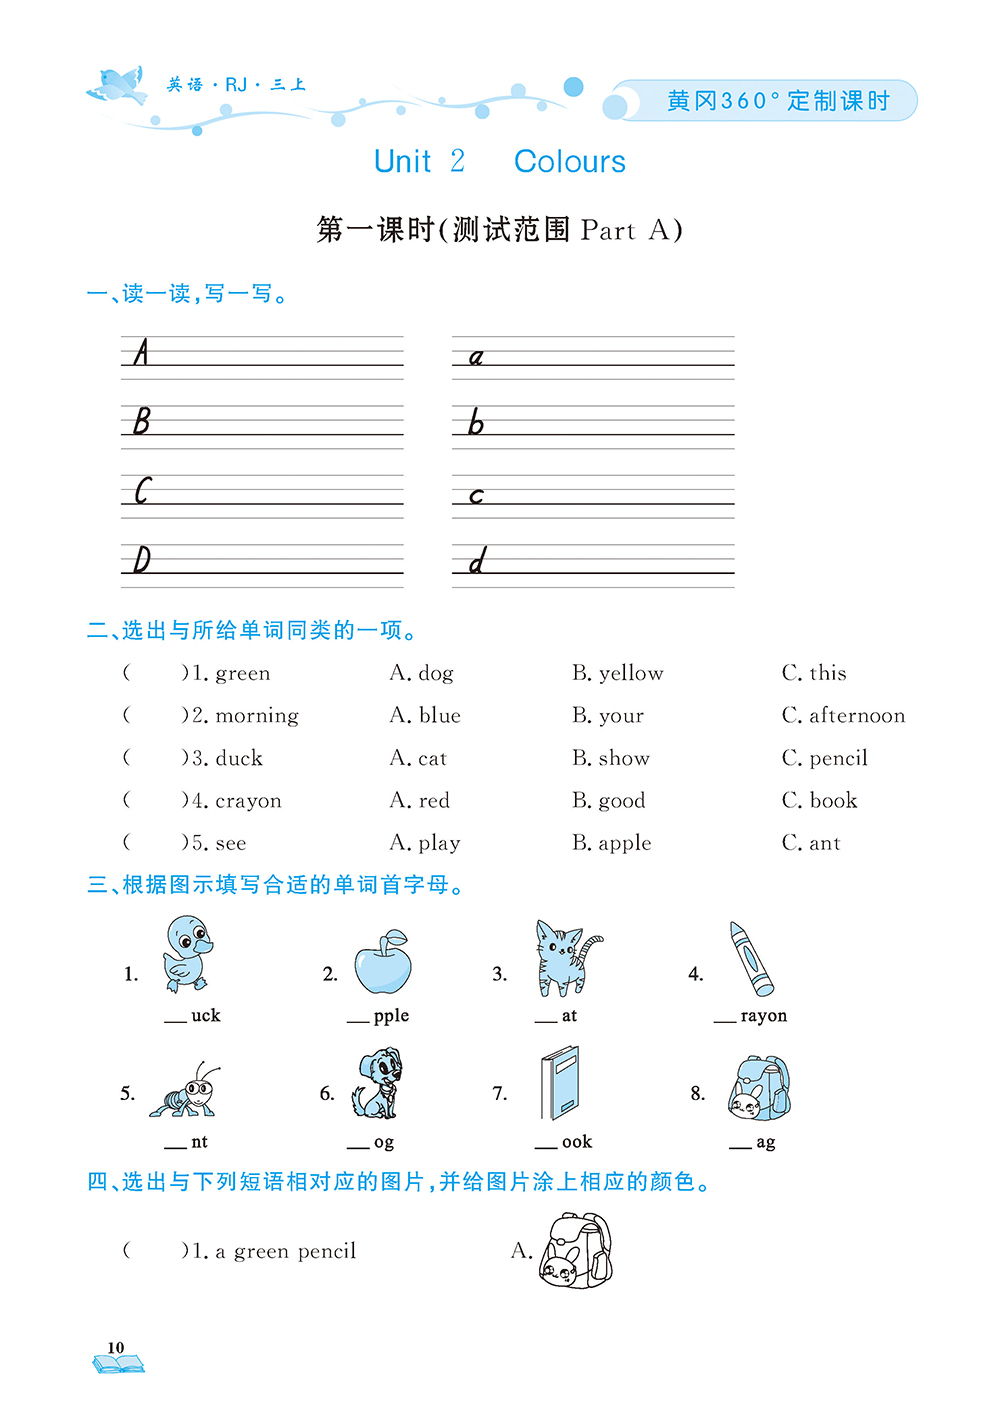 英语·RJ·三上
黄冈360°定制课时
Unit 2 Colours
第一课时(测试范围 Part A)
一、读一读,写一写。
A a
B b
C c
D d
二、选出与所给单词同类的一项。
( )1. green A. dog B. yellow C. this
( )2. morning A. blue B. your C. afternoon
( )3. duck A. cat B. show C. pencil
( )4. crayon A. red B. good C. book
( )5. see A. play B. apple C. ant
三、根据图示填写合适的单词首字母。
1. 2. 3. 4.
__ uck __ pple __ at __ rayon
5. 6. 7. 8.
__ nt __ og __ ook __ ag
四、选出与下列短语相对应的图片,并给图片涂上相应的颜色。
( )1. a green pencil A.
10